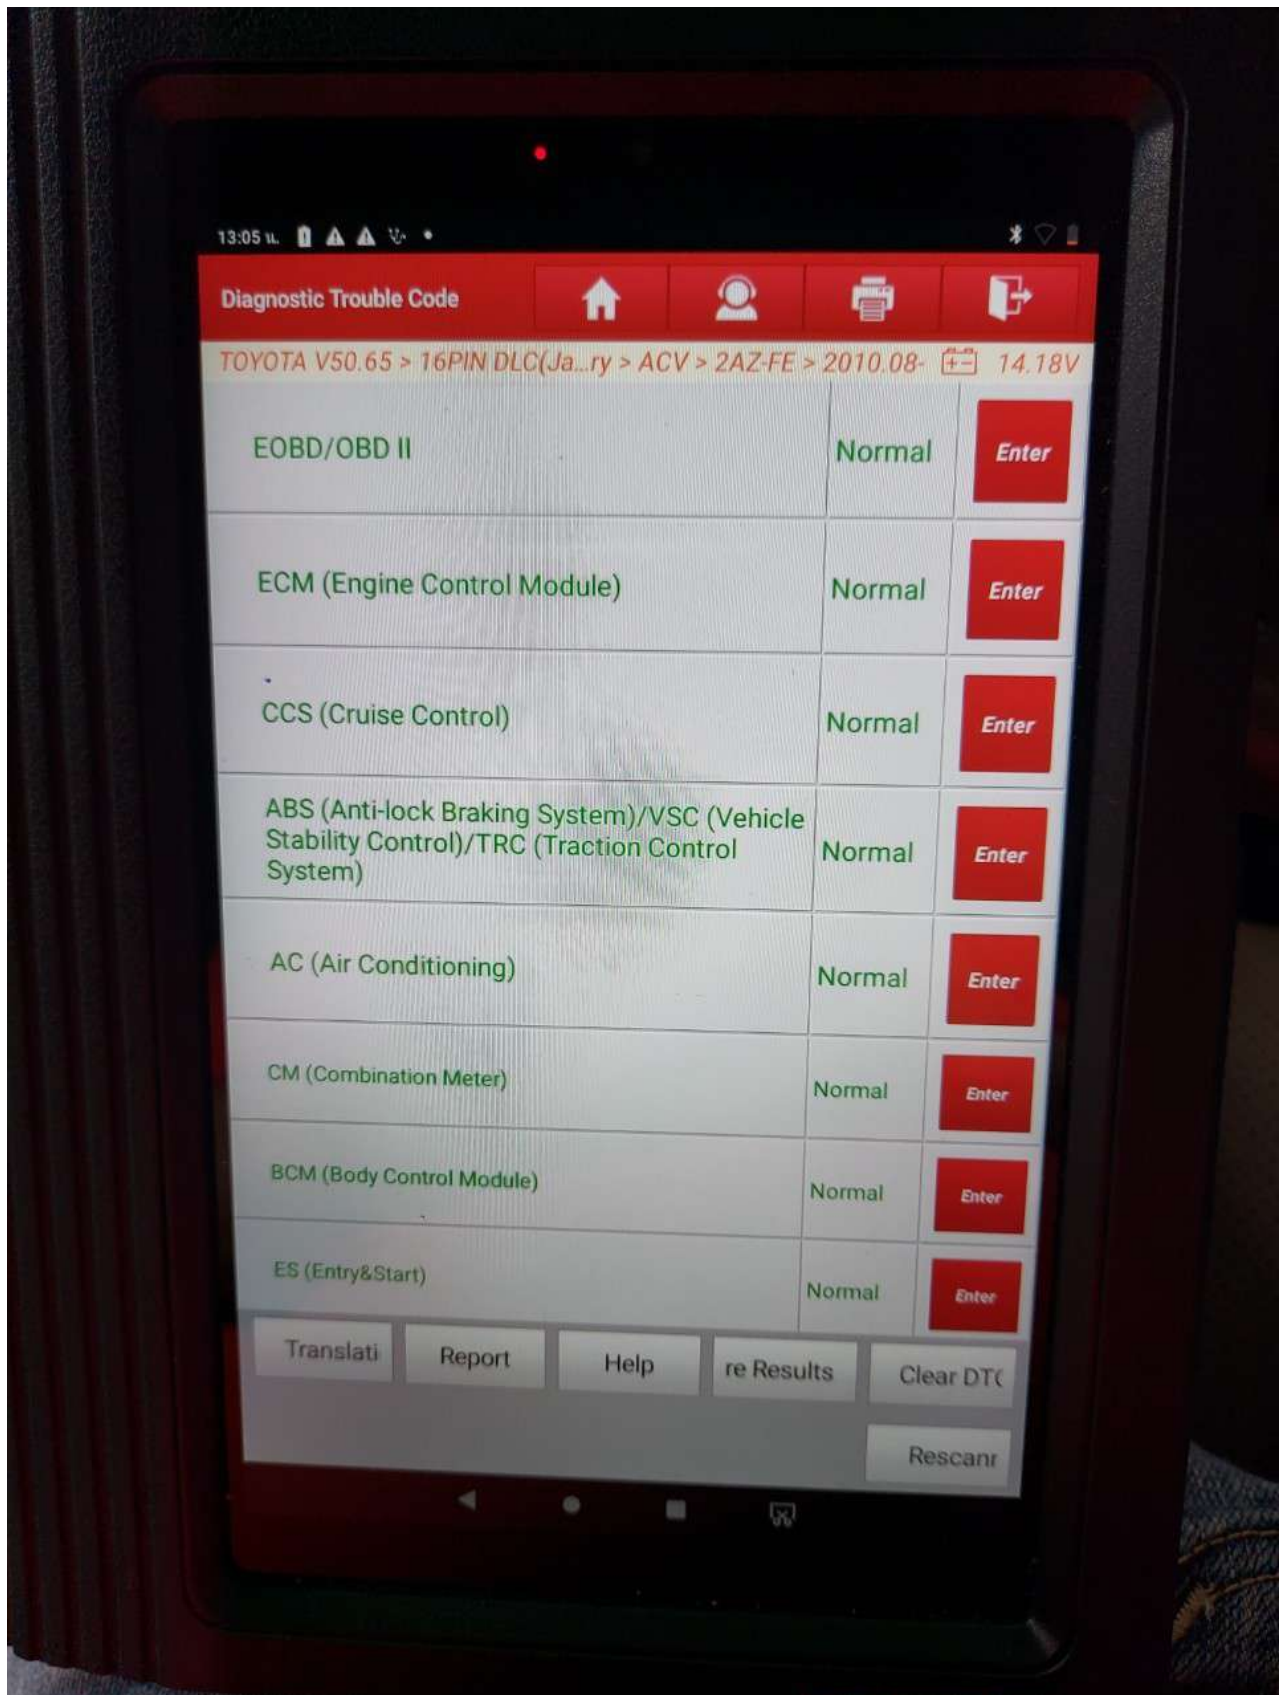 13:05 น.
Diagnostic Trouble Code
TOYOTA V50.65 > 16PIN DLC(Ja...ry > ACV > 2AZ-FE > 2010.08- 14.18V
EOBD/OBD II Normal Enter
ECM (Engine Control Module) Normal Enter
CCS (Cruise Control) Normal Enter
ABS (Anti-lock Braking System)/VSC (Vehicle
Stability Control)/TRC (Traction Control
System) Normal Enter
AC (Air Conditioning) Normal Enter
CM (Combination Meter) Normal Enter
BCM (Body Control Module) Normal Enter
ES (Entry&Start) Normal Enter
Translati Report Help re Results Clear DT(
Rescanr